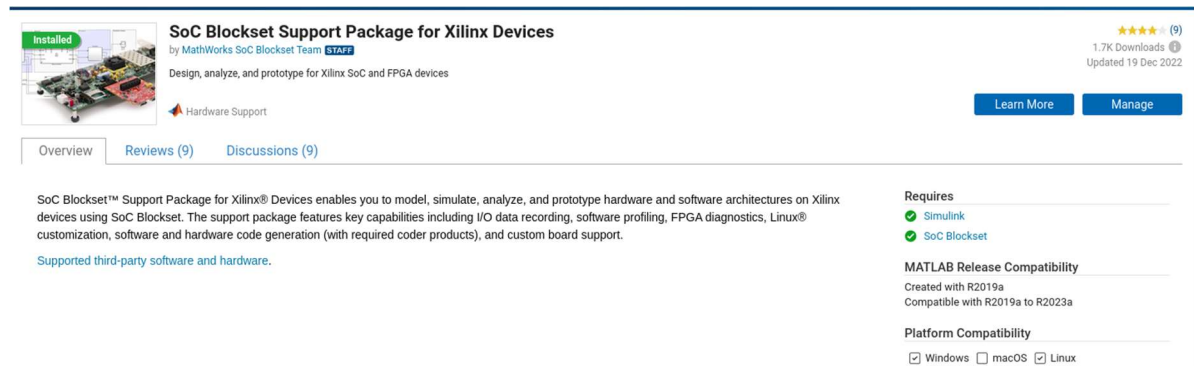 Installed
SoC Blockset Support Package for Xilinx Devices
by MathWorks SoC Blockset Team STAFF
Design, analyze, and prototype for Xilinx SoC and FPGA devices
Hardware Support
(9)
1.7K Downloads
Updated 19 Dec 2022
Learn More
Manage
Overview
Reviews (9)
Discussions (9)
SoC Blockset™ Support Package for Xilinx® Devices enables you to model, simulate, analyze, and prototype hardware and software architectures on Xilinx
devices using SoC Blockset. The support package features key capabilities including I/O data recording, software profiling, FPGA diagnostics, Linux®
customization, software and hardware code generation (with required coder products), and custom board support.
Supported third-party software and hardware.
Requires
Simulink
SoC Blockset
MATLAB Release Compatibility
Created with R2019a
Compatible with R2019a to R2023a
Platform Compatibility
Windows macOS Linux